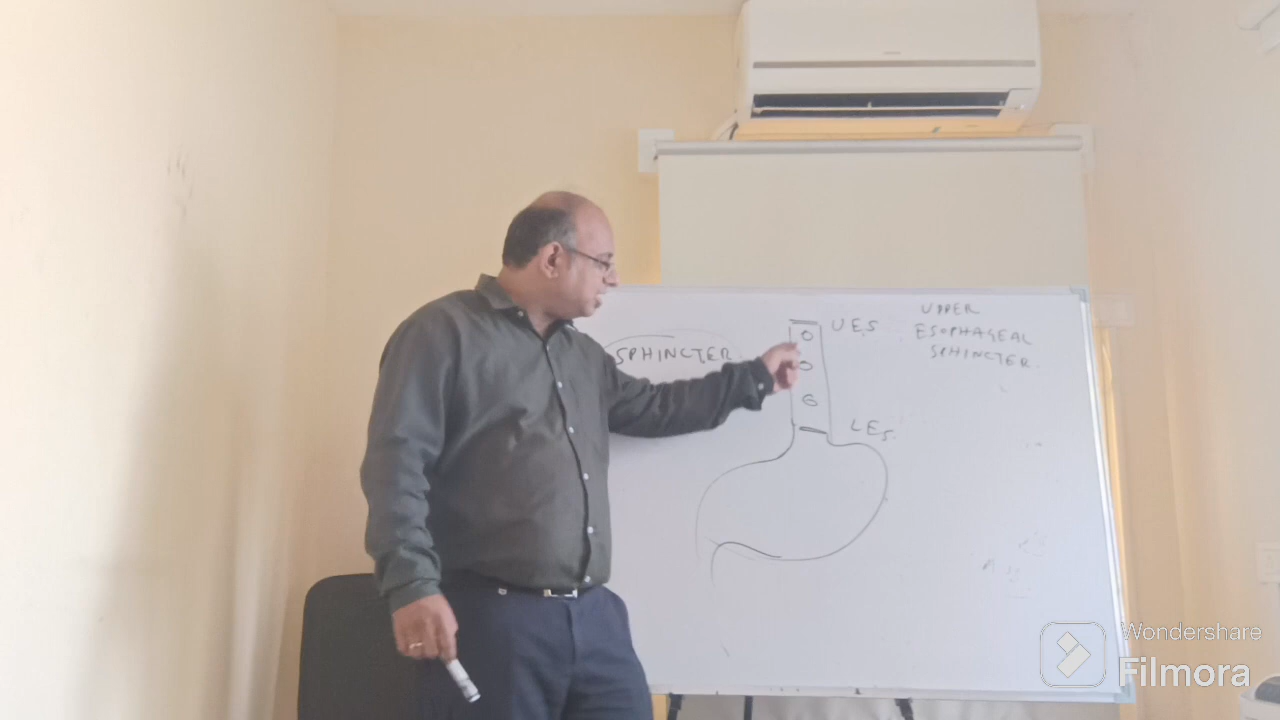 SPHINCTER
UES
UPPER
ESOPHAGEAL
SPHINCTER.
LES.
Wondershare
Filmora